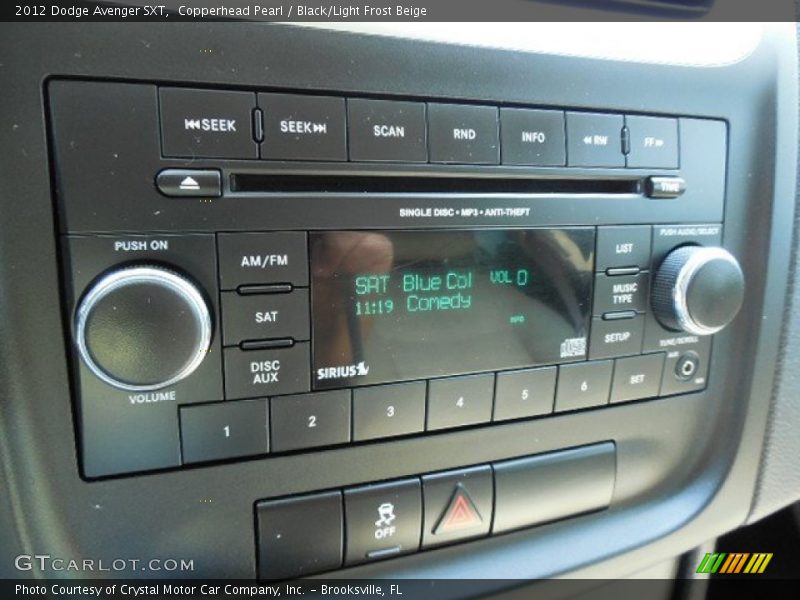 2012 Dodge Avenger SXT, Copperhead Pearl / Black/Light Frost Beige
SEEK
SEEK
SCAN
RND
INFO
RW
FF
TIME
SINGLE DISC • MP3 • ANTI-THEFT
PUSH ON
VOLUME
AM/FM
SAT
DISC
AUX
SAT Blue Col VOL 0
11:19 Comedy
SIRIUS
LIST
MUSIC
TYPE
SETUP
PUSH AUDIO/SELECT
TUNE/SCROLL
1
2
3
4
5
6
SET
OFF
GTCARLOT.COM
Photo Courtesy of Crystal Motor Car Company, Inc. – Brooksville, FL